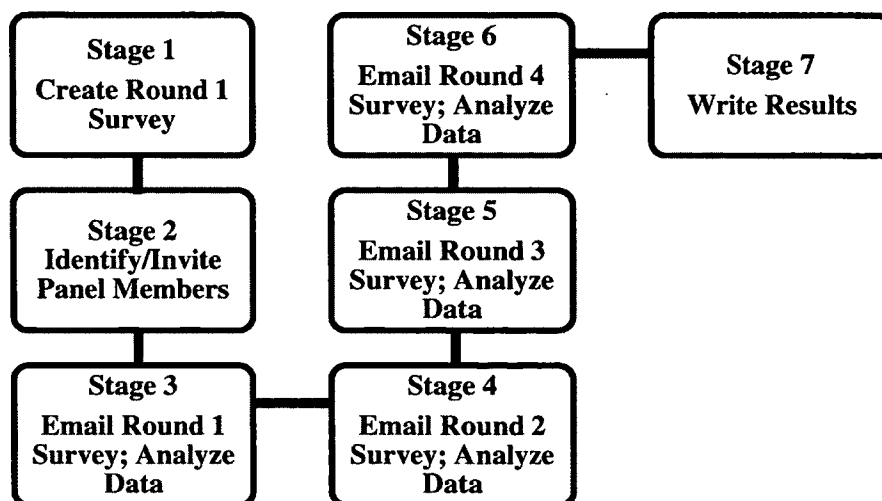 Stage 1
Create Round 1
Survey
Stage 2
Identify/Invite
Panel Members
Stage 3
Email Round 1
Survey; Analyze
Data
Stage 4
Email Round 2
Survey; Analyze
Data
Stage 5
Email Round 3
Survey; Analyze
Data
Stage 6
Email Round 4
Survey; Analyze
Data
Stage 7
Write Results